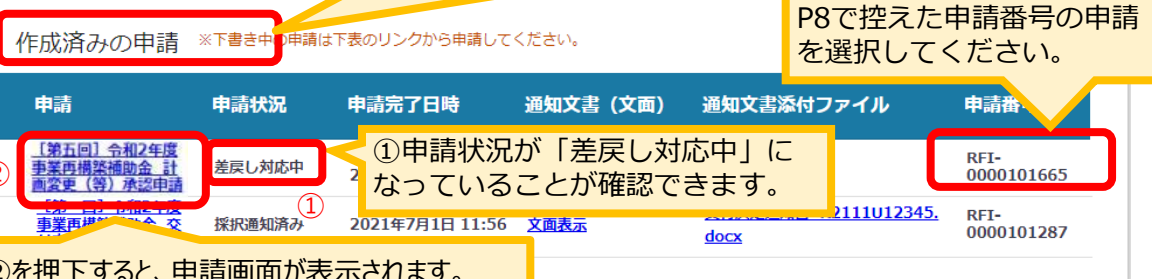 P8で控えた申請番号の申請
を選択してください。
作成済みの申請 ※下書き中の申請は下表のリンクから申請してください。
申請 申請状況 申請完了日時 通知文書（文面） 通知文書添付ファイル 申請番
［第五回］令和2年度
事業再構築補助金 計
画変更（等）承認申請
差戻し対応中
①申請状況が「差戻し対応中」に
なっていることが確認できます。
RFI-
0000101665
②
①
事業再構
採択通知済み 2021年7月1日 11:56 文面表示
2111U12345.
docx
RFI-
0000101287
②を押下すると、申請画面が表示されます。